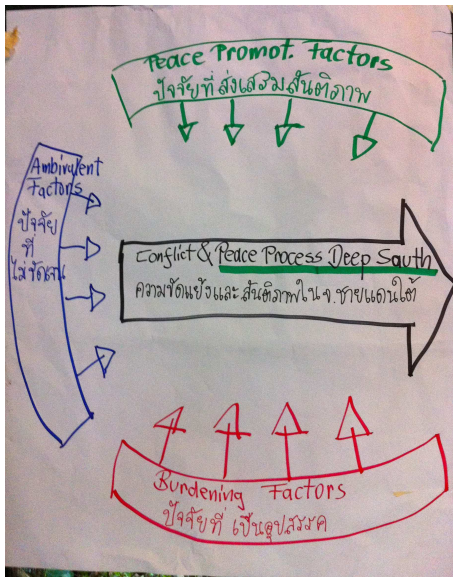 Peace Promot. Factors
ปัจจัยที่ส่งเสริมสันติภาพ
Ambivalent
Factors
ปัจจัย
ที่
ไม่ชัดเจน
Conflict & Peace Process Deep South
ความขัดแย้งและสันติภาพใน จ.ชายแดนใต้
Burdening Factors
ปัจจัยที่ เป็นอุปสรรค